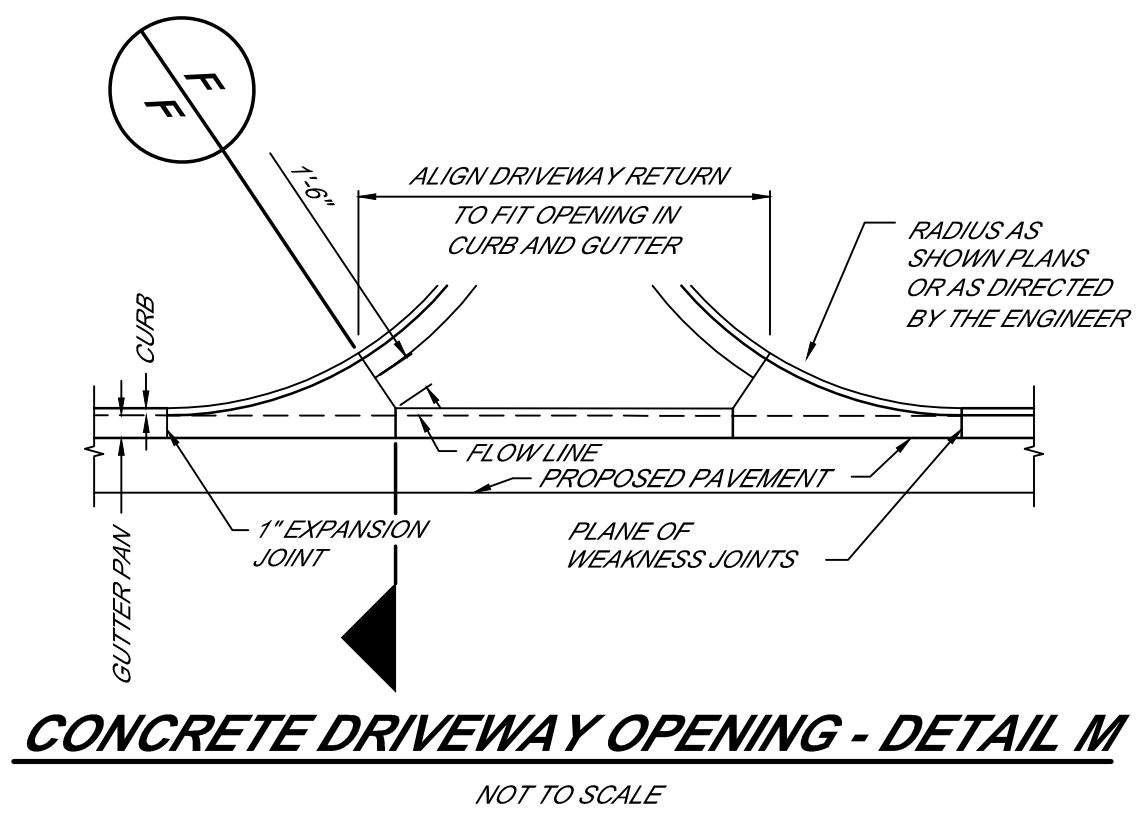 F
F
1'-6"
ALIGN DRIVEWAY RETURN
TO FIT OPENING IN
CURB AND GUTTER
RADIUS AS
SHOWN PLANS
OR AS DIRECTED
BY THE ENGINEER
CURB
FLOW LINE
PROPOSED PAVEMENT
GUTTER PAN
1" EXPANSION
JOINT
PLANE OF
WEAKNESS JOINTS
CONCRETE DRIVEWAY OPENING - DETAIL M
NOT TO SCALE